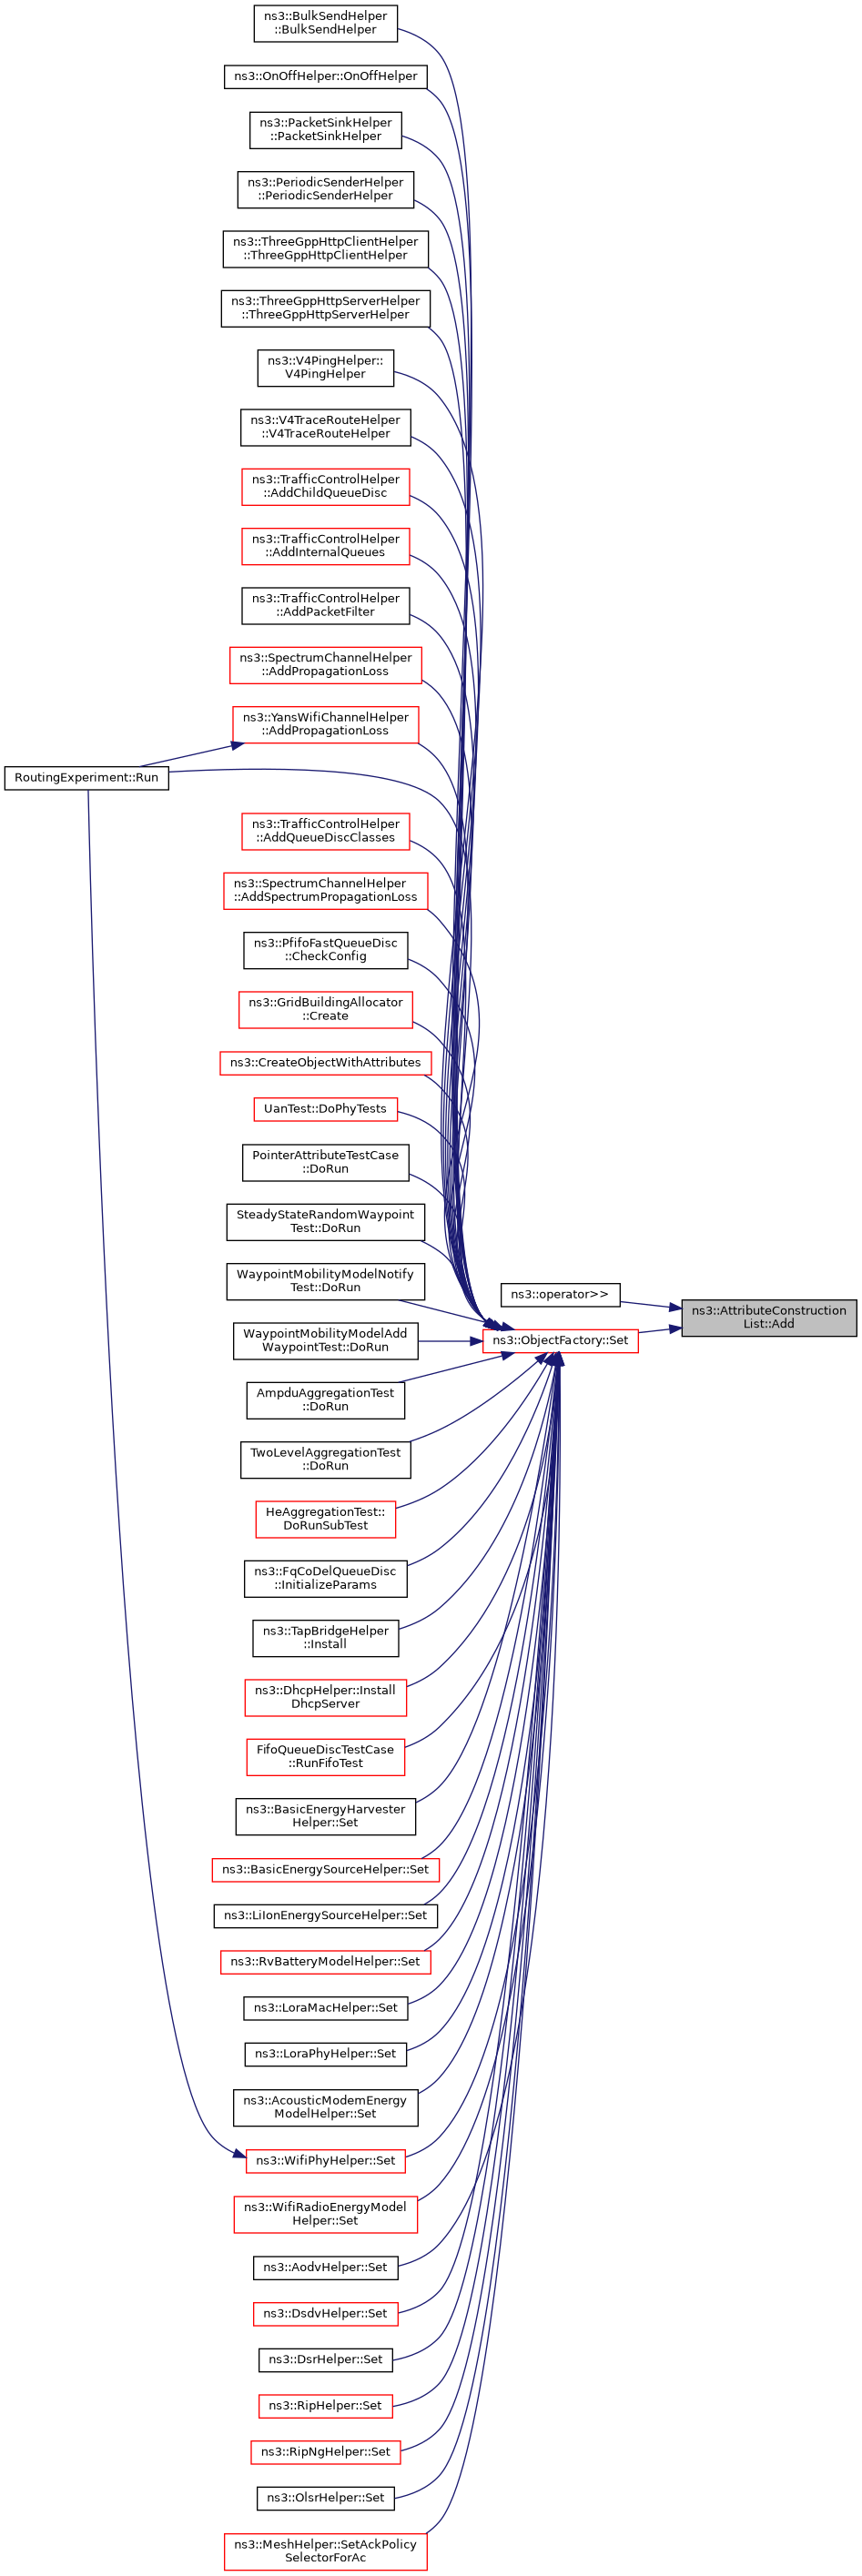 ns3::BulkSendHelper
::BulkSendHelper
ns3::OnOffHelper::OnOffHelper
ns3::PacketSinkHelper
::PacketSinkHelper
ns3::PeriodicSenderHelper
::PeriodicSenderHelper
ns3::ThreeGppHttpClientHelper
::ThreeGppHttpClientHelper
ns3::ThreeGppHttpServerHelper
::ThreeGppHttpServerHelper
ns3::V4PingHelper::
V4PingHelper
ns3::V4TraceRouteHelper
::V4TraceRouteHelper
ns3::TrafficControlHelper
::AddChildQueueDisc
ns3::TrafficControlHelper
::AddInternalQueues
ns3::TrafficControlHelper
::AddPacketFilter
ns3::SpectrumChannelHelper
::AddPropagationLoss
ns3::YansWifiChannelHelper
::AddPropagationLoss
RoutingExperiment::Run
ns3::TrafficControlHelper
::AddQueueDiscClasses
ns3::SpectrumChannelHelper
::AddSpectrumPropagationLoss
ns3::PfifoFastQueueDisc
::CheckConfig
ns3::GridBuildingAllocator
::Create
ns3::CreateObjectWithAttributes
UanTest::DoPhyTests
PointerAttributeTestCase
::DoRun
SteadyStateRandomWaypoint
Test::DoRun
WaypointMobilityModelNotify
Test::DoRun
ns3::operator>>
ns3::AttributeConstruction
List::Add
WaypointMobilityModelAdd
WaypointTest::DoRun
ns3::ObjectFactory::Set
AmpduAggregationTest
::DoRun
TwoLevelAggregationTest
::DoRun
HeAggregationTest::
DoRunSubTest
ns3::FqCoDelQueueDisc
::InitializeParams
ns3::TapBridgeHelper
::Install
ns3::DhcpHelper::Install
DhcpServer
FifoQueueDiscTestCase
::RunFifoTest
ns3::BasicEnergyHarvester
Helper::Set
ns3::BasicEnergySourceHelper::Set
ns3::LiIonEnergySourceHelper::Set
ns3::RvBatteryModelHelper::Set
ns3::LoraMacHelper::Set
ns3::LoraPhyHelper::Set
ns3::AcousticModemEnergy
ModelHelper::Set
ns3::WifiPhyHelper::Set
ns3::WifiRadioEnergyModel
Helper::Set
ns3::AodvHelper::Set
ns3::DsdvHelper::Set
ns3::DsrHelper::Set
ns3::RipHelper::Set
ns3::RipNgHelper::Set
ns3::OlsrHelper::Set
ns3::MeshHelper::SetAckPolicy
SelectorForAc